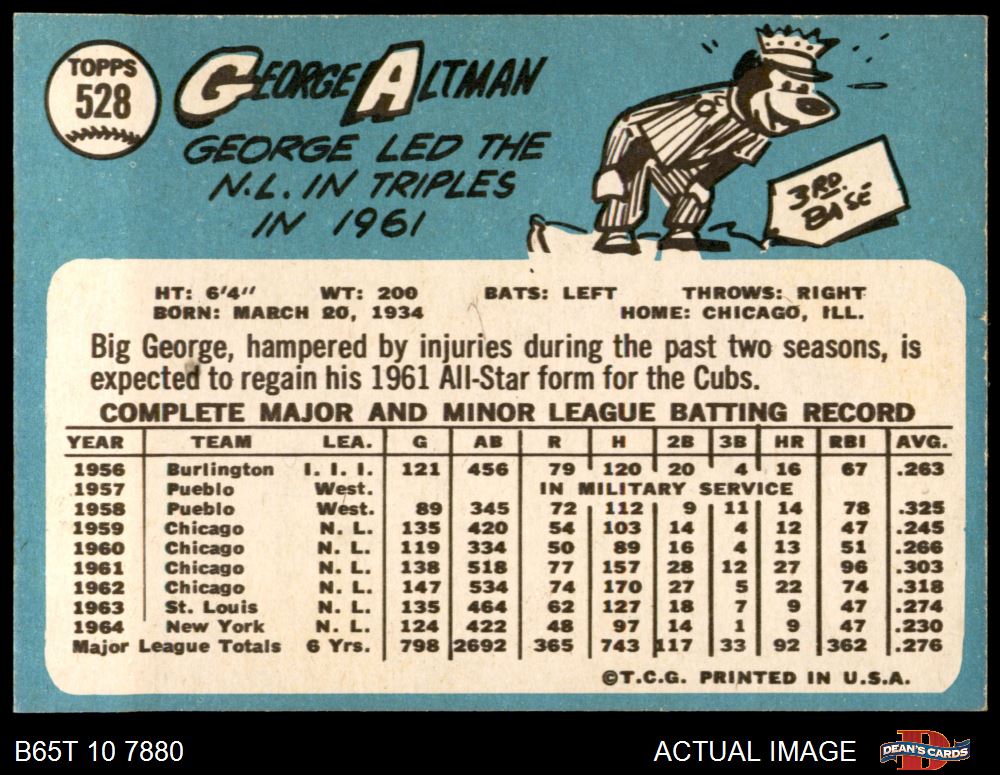 TOPPS
528
GEORGE ALTMAN
GEORGE LED THE
N.L. IN TRIPLES
IN 1961
3RD.
BASE
HT: 6'4" WT: 200 BATS: LEFT THROWS: RIGHT
BORN: MARCH 20, 1934 HOME: CHICAGO, ILL.
Big George, hampered by injuries during the past two seasons, is
expected to regain his 1961 All-Star form for the Cubs.
COMPLETE MAJOR AND MINOR LEAGUE BATTING RECORD
YEAR TEAM LEA. G AB R H 2B 3B HR RBI AVG.
1956 Burlington I. I. I. 121 456 79 120 20 4 16 67 .263
1957 Pueblo West. IN MILITARY SERVICE
1958 Pueblo West. 89 345 72 112 9 11 14 78 .325
1959 Chicago N. L. 135 420 54 103 14 4 12 47 .245
1960 Chicago N. L. 119 334 50 89 16 4 13 51 .266
1961 Chicago N. L. 138 518 77 157 28 12 27 96 .303
1962 Chicago N. L. 147 534 74 170 27 5 22 74 .318
1963 St. Louis N. L. 135 464 62 127 18 7 9 47 .274
1964 New York N. L. 124 422 48 97 14 1 9 47 .230
Major League Totals 6 Yrs. 798 2692 365 743 117 33 92 362 .276
©T.C.G. PRINTED IN U.S.A.
B65T 10 7880 ACTUAL IMAGE DEAN'S CARDS